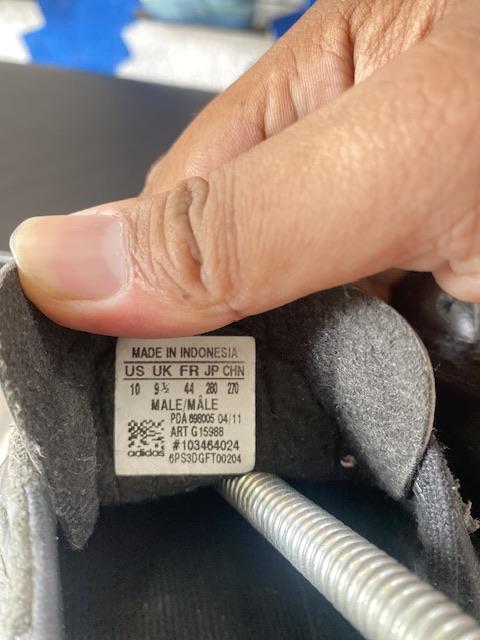 MADE IN INDONESIA
US UK FR JP CHN
10 9½ 44 280 270
MALE/MÂLE
PDA 698005 04/11
ART G15988
#103464024
adidas 6PS3DGFT00204